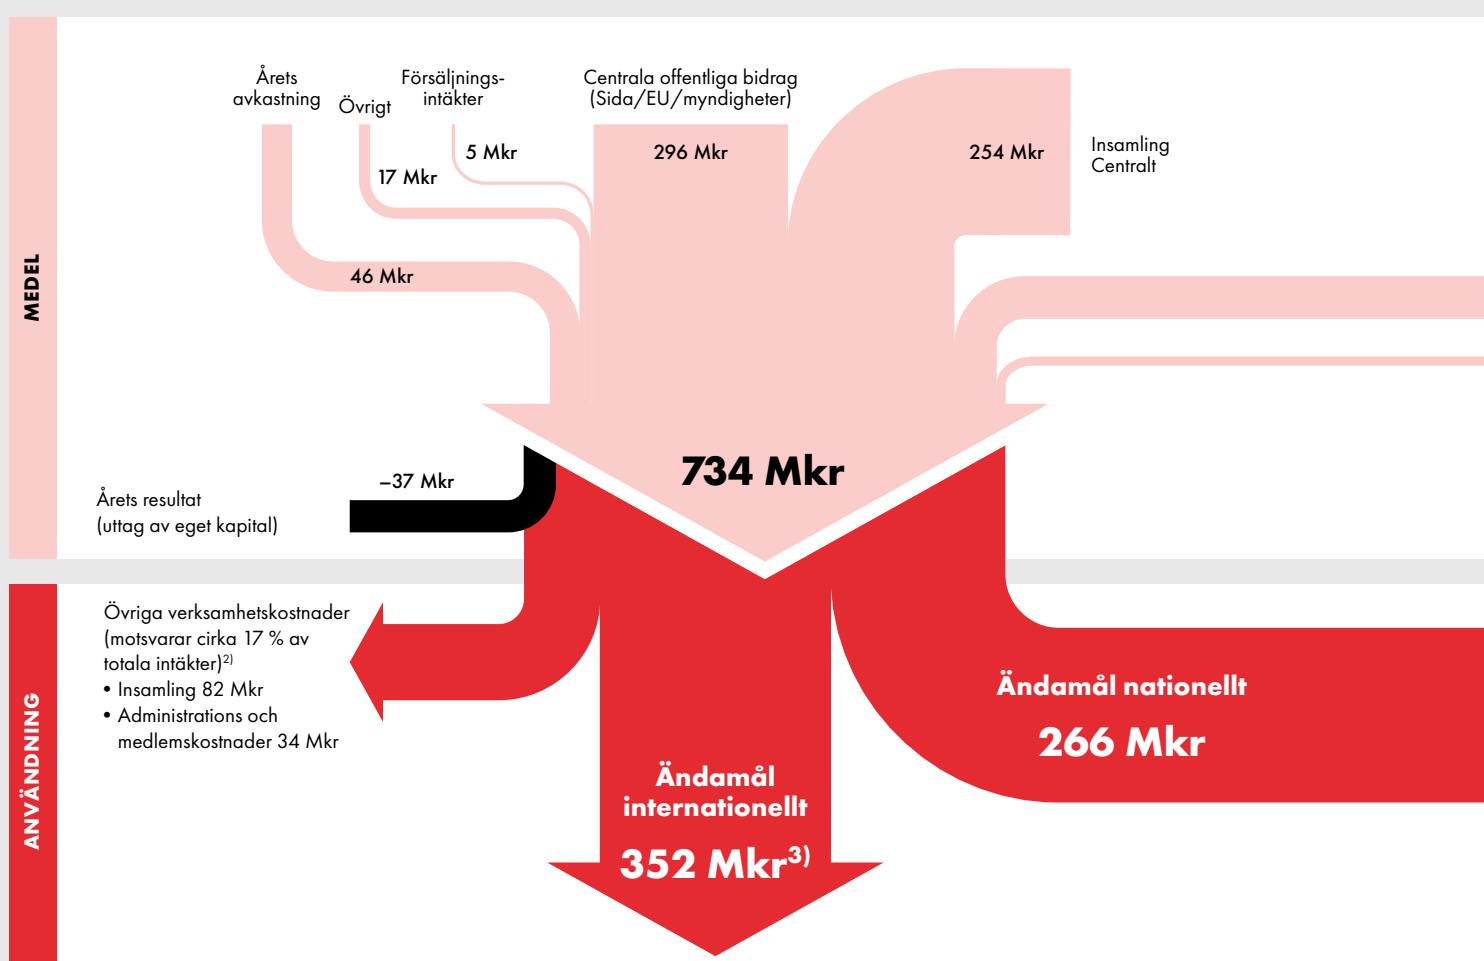 MEDEL
Årets
avkastning
Övrigt
Försäljnings-
intäkter
Centrala offentliga bidrag
(Sida/EU/myndigheter)
5 Mkr
17 Mkr
46 Mkr
296 Mkr
254 Mkr
Insamling
Centralt
734 Mkr
–37 Mkr
Årets resultat
(uttag av eget kapital)
ANVÄNDNING
Övriga verksamhetskostnader
(motsvarar cirka 17 % av
totala intäkter)2)
• Insamling 82 Mkr
• Administrations och
medlemskostnader 34 Mkr
Ändamål
internationellt
352 Mkr3)
Ändamål nationellt
266 Mkr